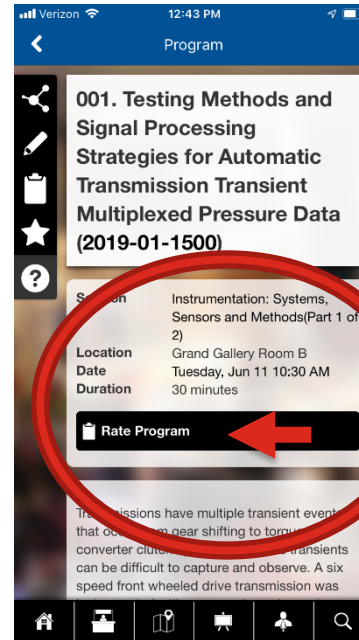 Verizon 12:43 PM
Program
001. Testing Methods and
Signal Processing
Strategies for Automatic
Transmission Transient
Multiplexed Pressure Data
(2019-01-1500)
Instrumentation: Systems,
Sensors and Methods(Part 1 of
2)
Location Grand Gallery Room B
Date Tuesday, Jun 11 10:30 AM
Duration 30 minutes
Rate Program
have multiple transient events
that gear shifting to torque
converter transients
can be difficult to capture and observe. A six
speed front wheeled drive transmission was